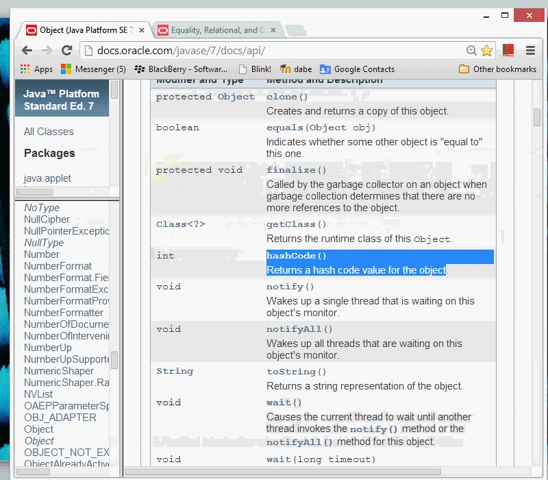 Object (Java Platform SE 7
Equality, Relational, and C
docs.oracle.com/javase/7/docs/api/
Apps
Messenger (5)
BlackBerry - Softwar...
Blink!
dabe
Google Contacts
Other bookmarks
Java™ Platform
Standard Ed. 7
All Classes
Packages
java.applet
NoType
NullCipher
NullPointerExceptio
NullType
Number
NumberFormat
NumberFormat.Fie
NumberFormatExc
NumberFormatProv
NumberFormatter
NumberOfDocume
NumberOfIntervenin
NumberUp
NumberUpSupporte
NumericShaper
NumericShaper.Ra
NVList
OAEPParameterSp
OBJ_ADAPTER
Object
Object
OBJECT_NOT_EX
ObjectAlreadyActiv
Modifier and Type Method and Description
protected Object clone()
Creates and returns a copy of this object.
boolean equals(Object obj)
Indicates whether some other object is "equal to"
this one.
protected void finalize()
Called by the garbage collector on an object when
garbage collection determines that there are no
more references to the object.
Class<?> getClass()
Returns the runtime class of this Object.
int hashCode()
Returns a hash code value for the object.
void notify()
Wakes up a single thread that is waiting on this
object's monitor.
void notifyAll()
Wakes up all threads that are waiting on this
object's monitor.
String toString()
Returns a string representation of the object.
void wait()
Causes the current thread to wait until another
thread invokes the notify() method or the
notifyAll() method for this object.
void wait(long timeout)